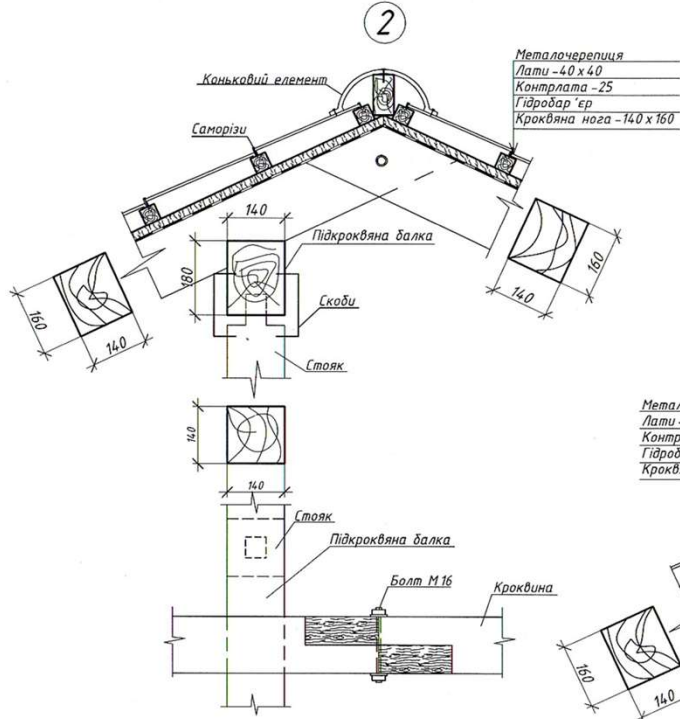 2
Металочерепиця
Лати -40 х 40
Контрлата -25
Гідробар'єр
Кроквяна нога -140 х 160
Коньковий елемент
Саморізи
140
Підкроквяна балка
180
Скоби
Стояк
160
140
160
140
140
140
Стояк
Підкроквяна балка
Болт М 16
Кроквина
160
140